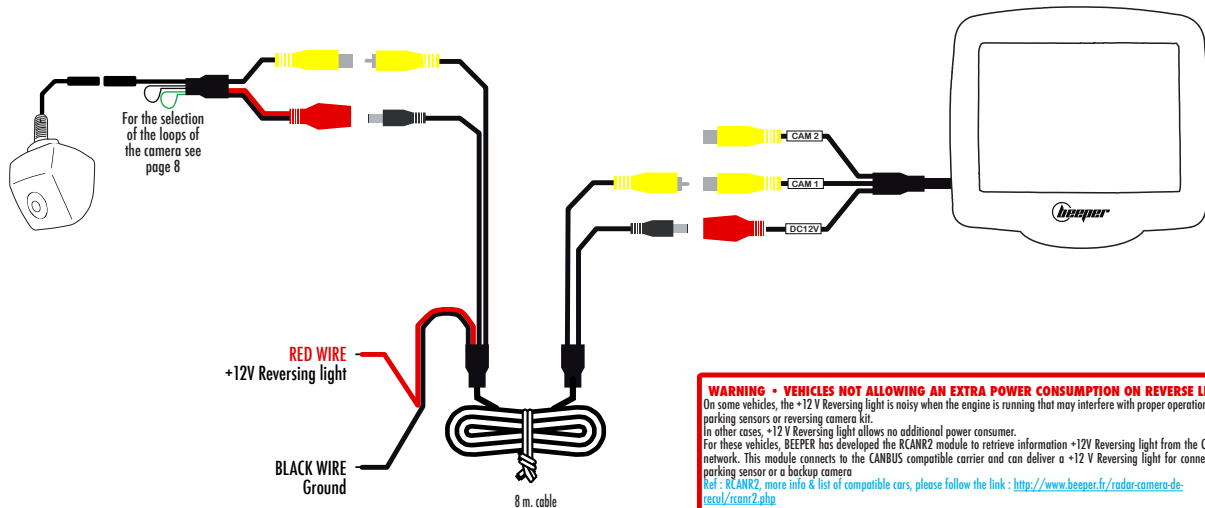 For the selection
of the loops of
the camera see
page 8
CAM 2
CAM 1
DC12V
beeper
RED WIRE
+12V Reversing light
BLACK WIRE
Ground
8 m. cable
WARNING • VEHICLES NOT ALLOWING AN EXTRA POWER CONSUMPTION ON REVERSE
On some vehicles, the +12 V Reversing light is noisy when the engine is running that may interfere with proper operation
parking sensors or reversing camera kit.
In other cases, +12 V Reversing light allows no additional power consumer.
For these vehicles, BEEPER has developed the RCANR2 module to retrieve information +12V Reversing light from the
network. This module connects to the CANBUS compatible carrier and can deliver a +12 V Reversing light for
parking sensor or a backup camera
Ref : RCANR2, more info & list of compatible cars, please follow the link : http://www.beeper.fr/radar-camera-de-
recul/rcanr2.php